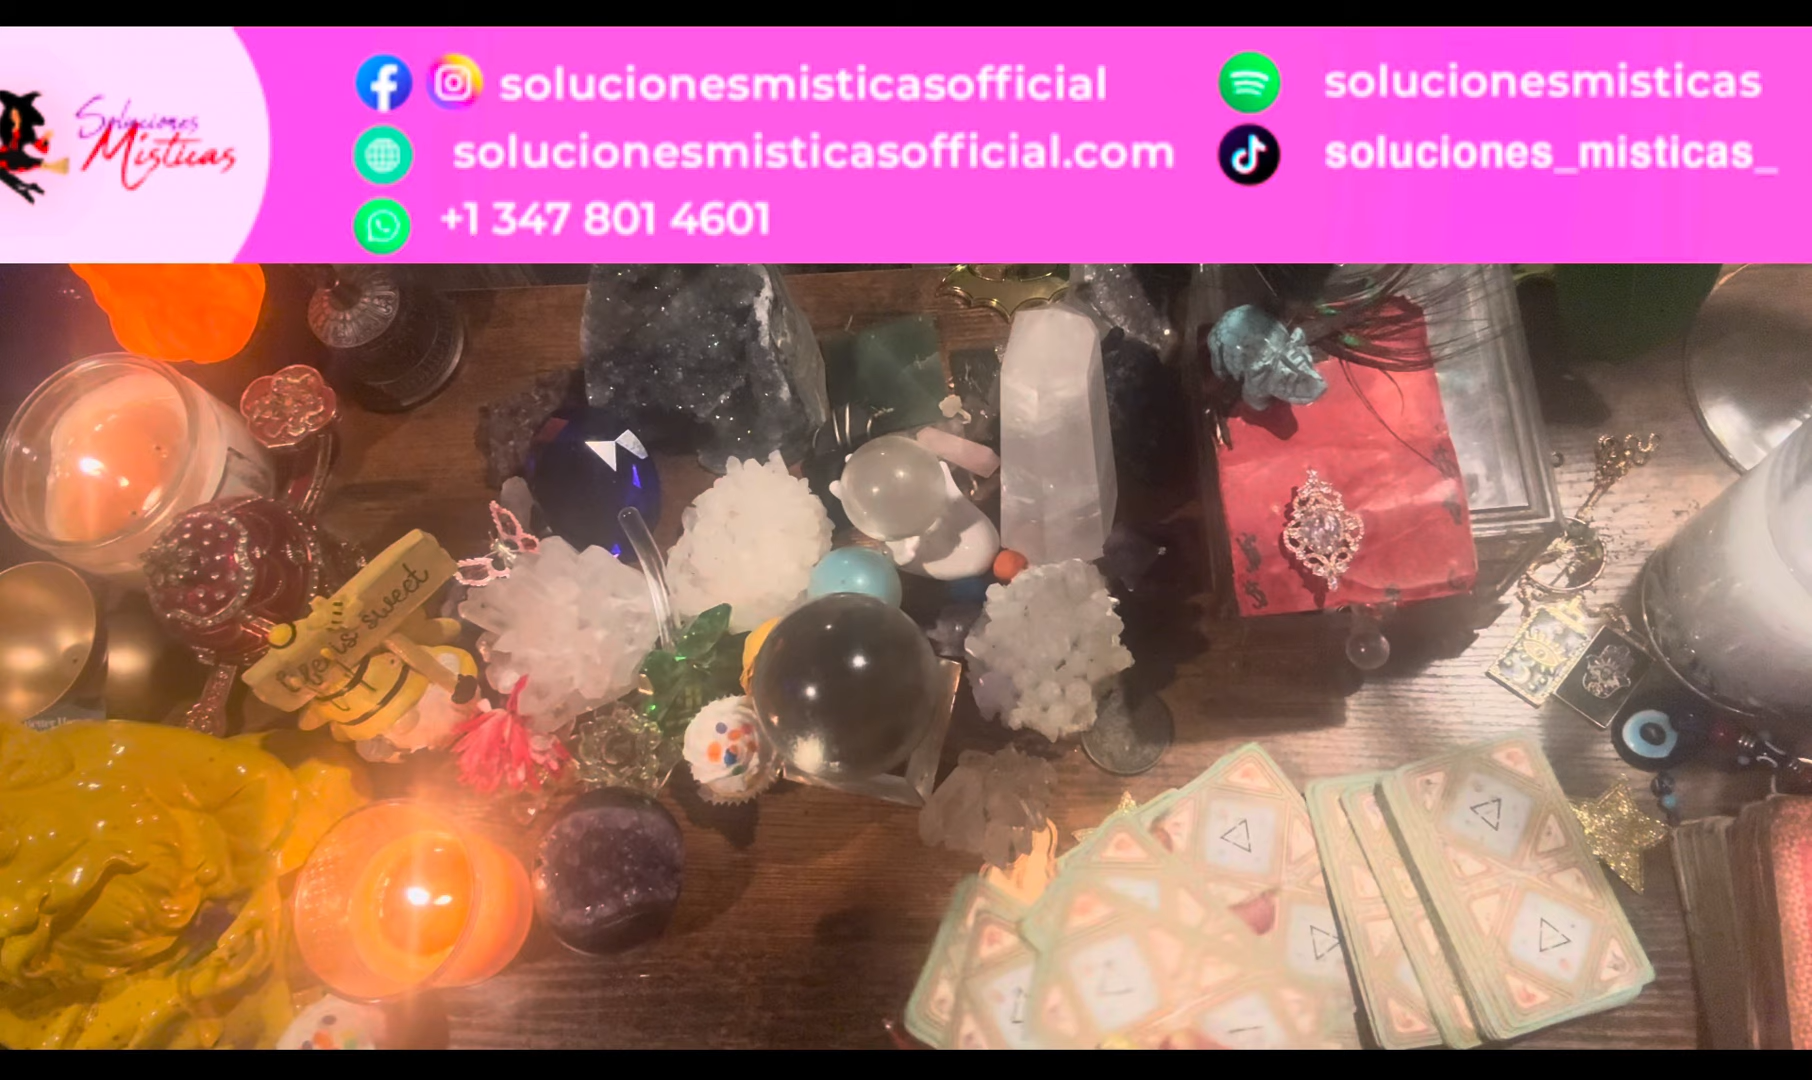 Soluciones
Misticas
solucionesmisticasofficial
solucionesmisticasofficial.com
+1 347 801 4601
solucionesmisticas
soluciones_misticas_
life is sweet